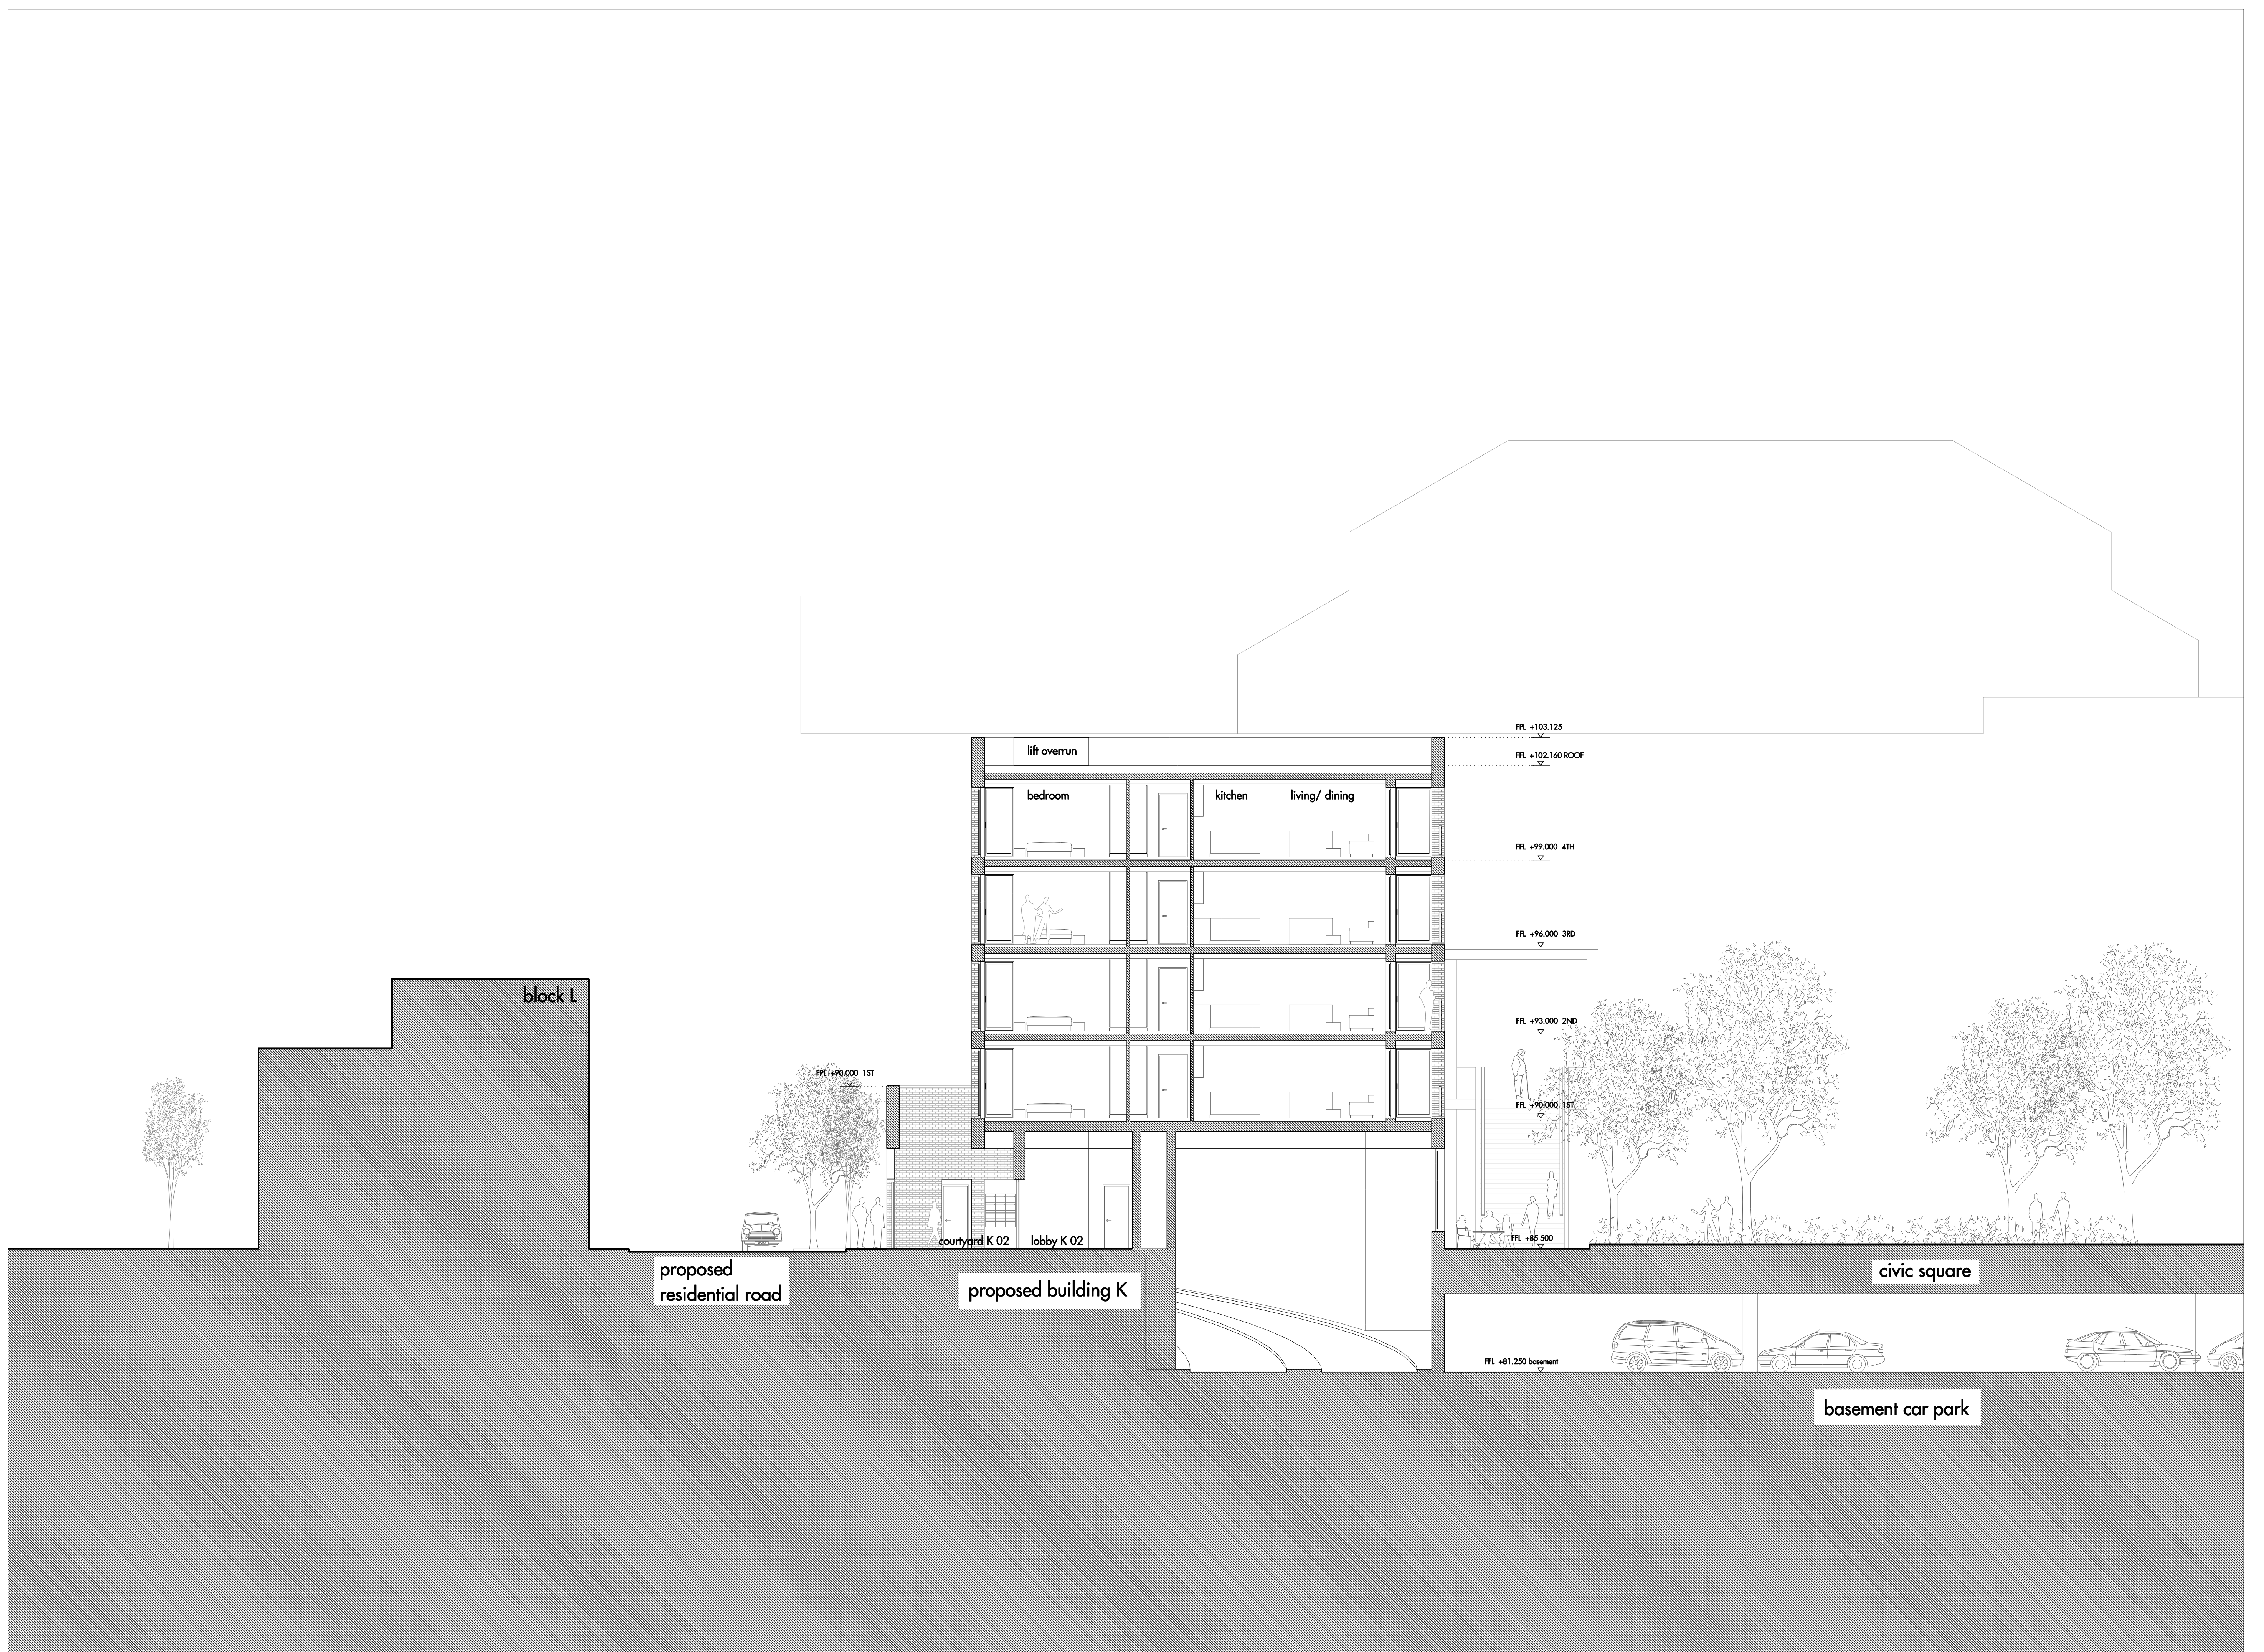 FPL +103.125
lift overrun
FFL +102.160 ROOF
bedroom
kitchen
living/ dining
FFL +99.000 4TH
FFL +96.000 3RD
block L
FFL +93.000 2ND
FPL +90.000 1ST
FFL +90.000 1ST
FFL +85 500
courtyard K 02
lobby K 02
proposed
residential road
proposed building K
civic square
FFL +81.250 basement
basement car park